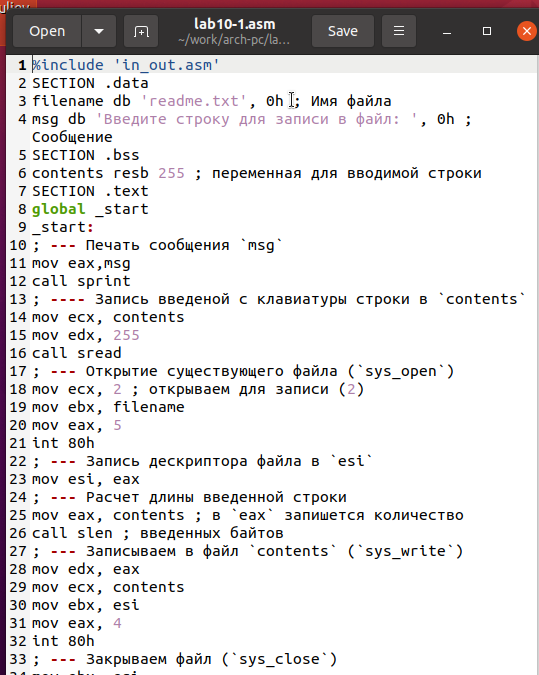 Open
lab10-1.asm
~/work/arch-pc/la...
Save
1 %include 'in_out.asm'
2 SECTION .data
3 filename db 'readme.txt', 0h ; Имя файла
4 msg db 'Введите строку для записи в файл: ', 0h ;
Сообщение
5 SECTION .bss
6 contents resb 255 ; переменная для вводимой строки
7 SECTION .text
8 global _start
9 _start:
10 ; --- Печать сообщения `msg`
11 mov eax,msg
12 call sprint
13 ; ---- Запись введеной с клавиатуры строки в `contents`
14 mov ecx, contents
15 mov edx, 255
16 call sread
17 ; --- Открытие существующего файла (`sys_open`)
18 mov ecx, 2 ; открываем для записи (2)
19 mov ebx, filename
20 mov eax, 5
21 int 80h
22 ; --- Запись дескриптора файла в `esi`
23 mov esi, eax
24 ; --- Расчет длины введенной строки
25 mov eax, contents ; в `eax` запишется количество
26 call slen ; введенных байтов
27 ; --- Записываем в файл `contents` (`sys_write`)
28 mov edx, eax
29 mov ecx, contents
30 mov ebx, esi
31 mov eax, 4
32 int 80h
33 ; --- Закрываем файл (`sys_close`)